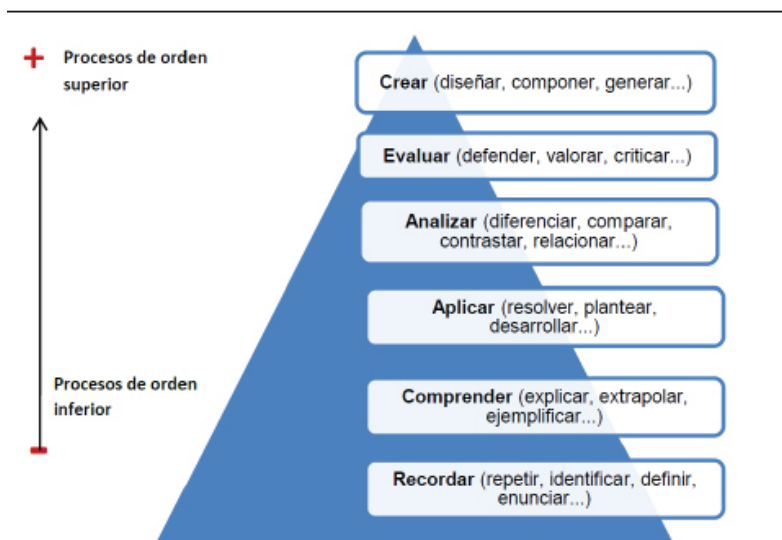 Procesos de orden
superior
Crear (diseñar, componer, generar...)
Evaluar (defender, valorar, criticar...)
Analizar (diferenciar, comparar,
contrastar, relacionar...)
Aplicar (resolver, plantear,
desarrollar...)
Procesos de orden
inferior
Comprender (explicar, extrapolar,
ejemplificar...)
Recordar (repetir, identificar, definir,
enunciar...)